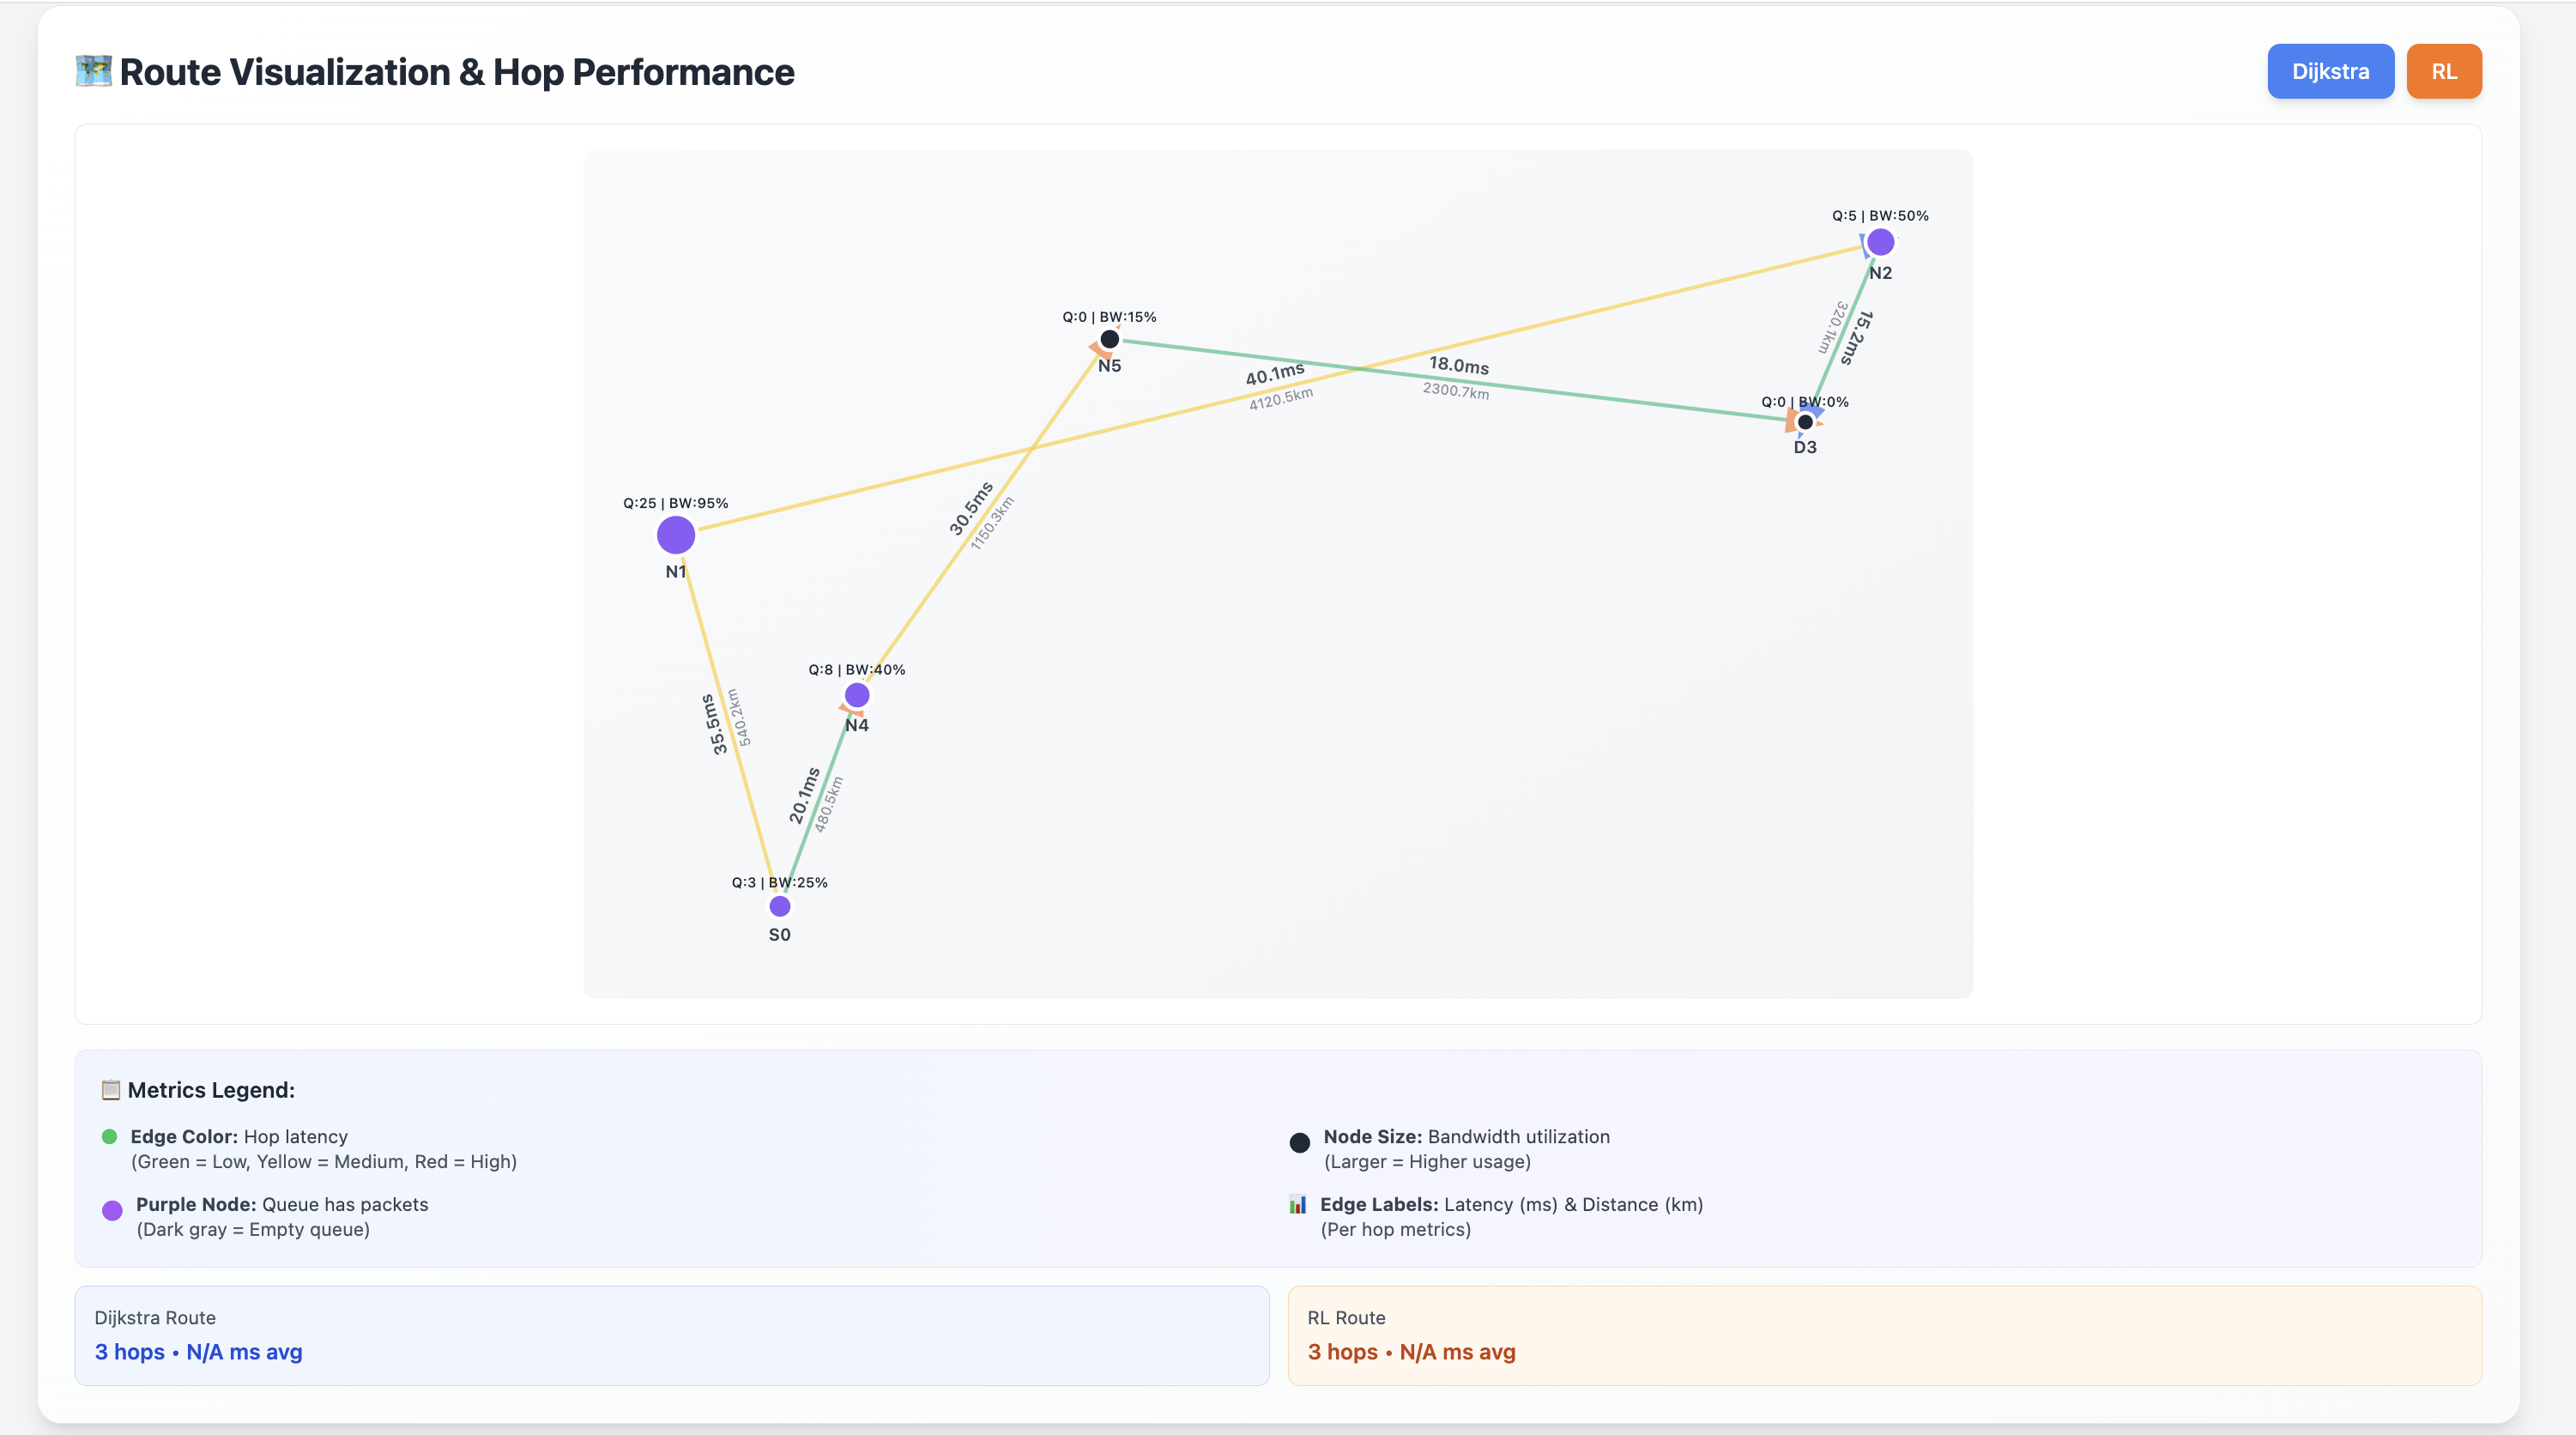 Route Visualization & Hop Performance
Dijkstra
RL
Q:5 | BW:50%
N2
Q:0 | BW:15%
N5
320.1km
15.2ms
18.0ms
2300.7km
40.1ms
4120.5km
Q:0 | BW:0%
D3
Q:25 | BW:95%
N1
30.5ms
1150.3km
Q:8 | BW:40%
N4
35.5ms
540.2km
20.1ms
480.5km
Q:3 | BW:25%
S0
Metrics Legend:
Edge Color: Hop latency
(Green = Low, Yellow = Medium, Red = High)
Purple Node: Queue has packets
(Dark gray = Empty queue)
Node Size: Bandwidth utilization
(Larger = Higher usage)
Edge Labels: Latency (ms) & Distance (km)
(Per hop metrics)
Dijkstra Route
3 hops • N/A ms avg
RL Route
3 hops • N/A ms avg